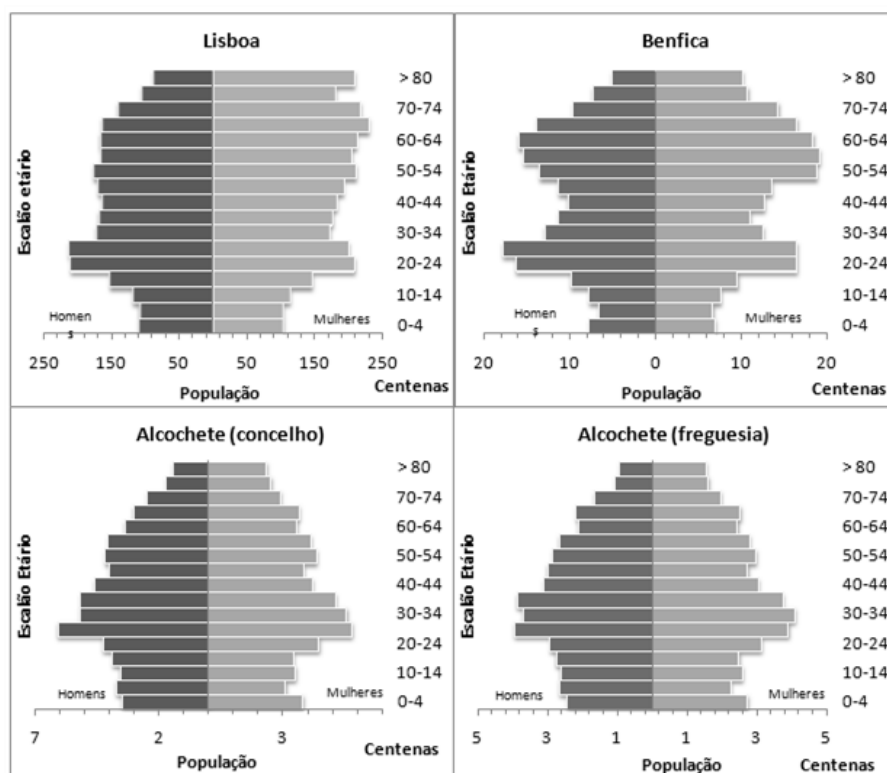 Lisboa
Escalão etário
> 80
70-74
60-64
50-54
40-44
30-34
20-24
10-14
0-4
Homen
s
Mulheres
250 150 50 50 150 250
População
Centenas
Benfica
Escalão Etário
> 80
70-74
60-64
50-54
40-44
30-34
20-24
10-14
0-4
Homen
s
Mulheres
20 10 0 10 20
População
Centenas
Alcochete (concelho)
Escalão Etário
> 80
70-74
60-64
50-54
40-44
30-34
20-24
10-14
0-4
Homens
Mulheres
7 2 3
População
Centenas
Alcochete (freguesia)
Escalão Etário
> 80
70-74
60-64
50-54
40-44
30-34
20-24
10-14
0-4
Homens
Mulheres
5 3 1 1 3 5
População
Centenas